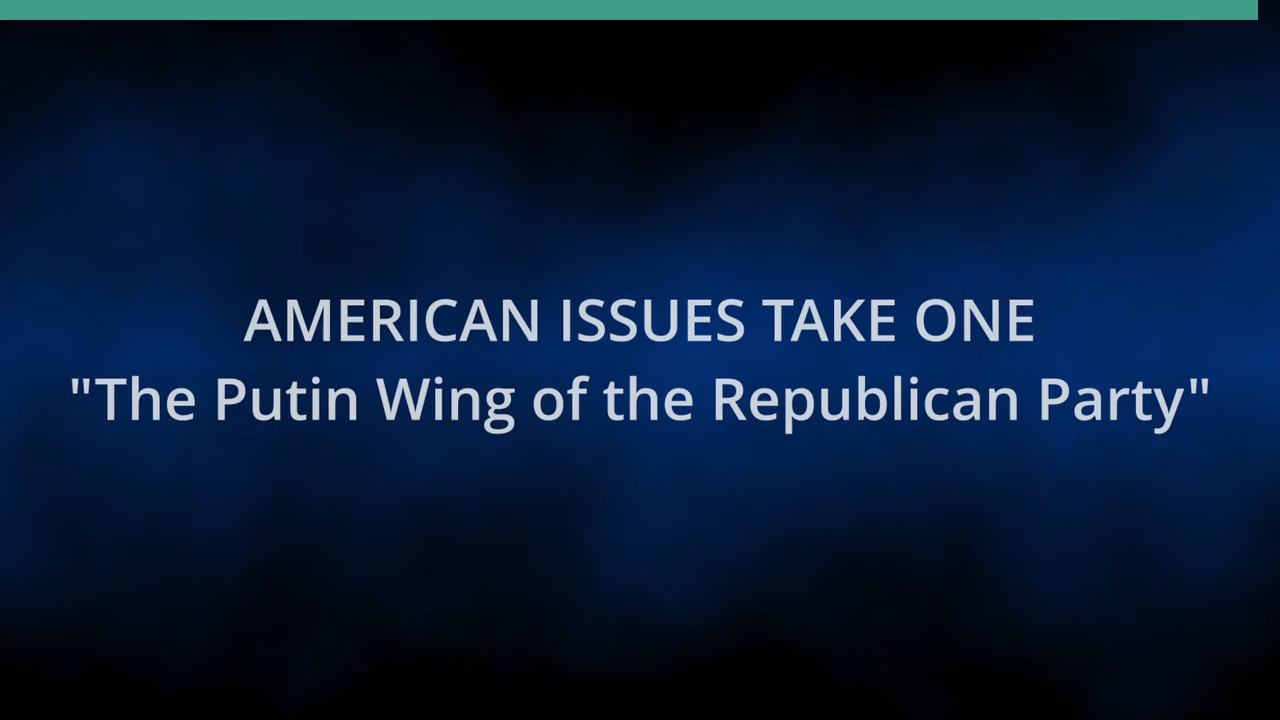 AMERICAN ISSUES TAKE ONE
"The Putin Wing of the Republican Party"